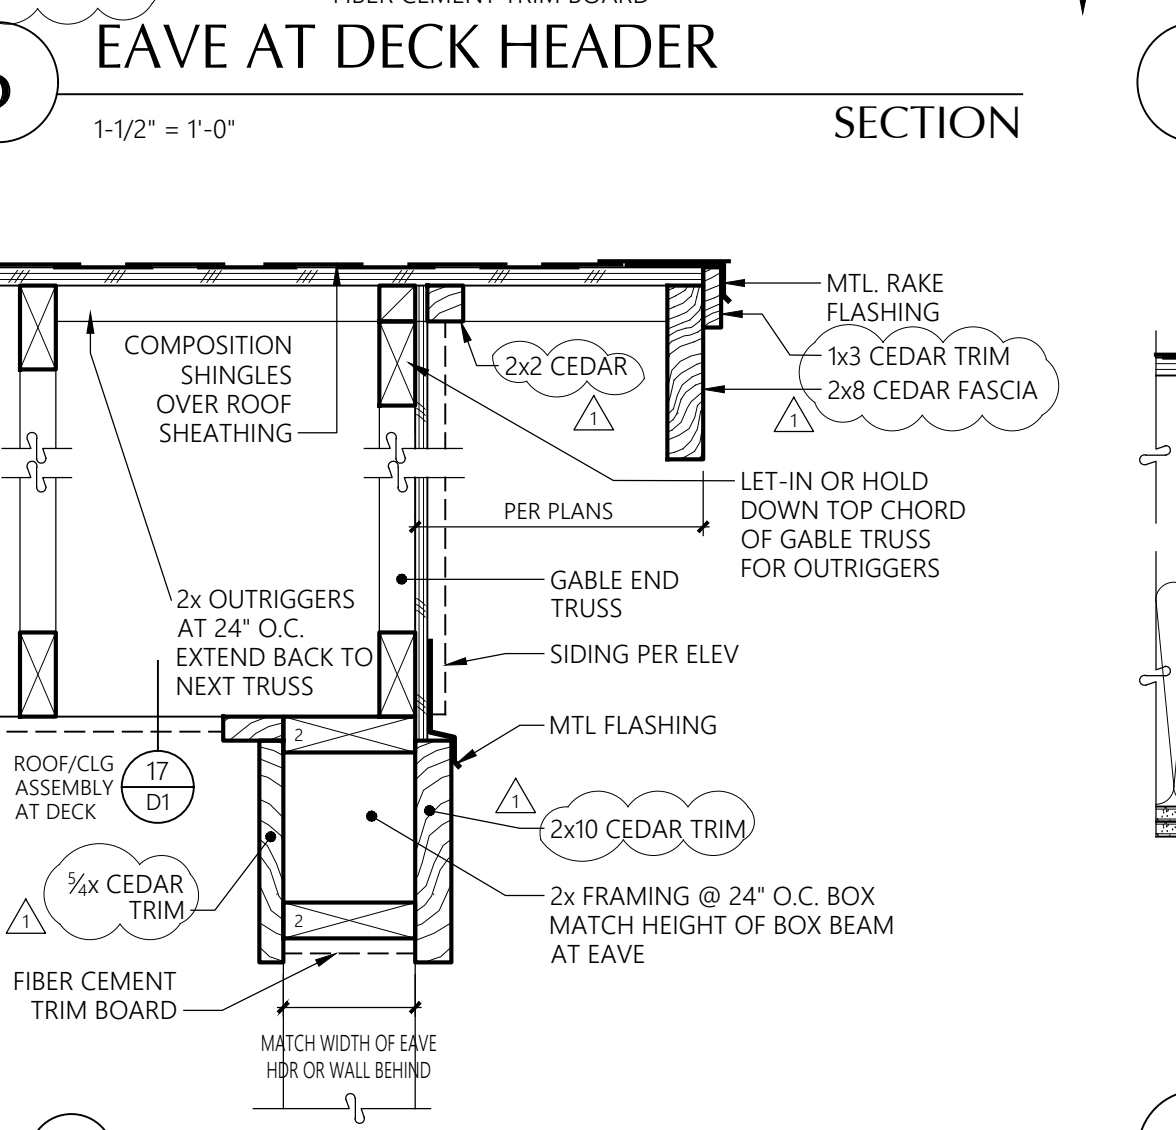 FIBER CEMENT TRIM BOARD
EAVE AT DECK HEADER
1-1/2" = 1'-0"
SECTION
MTL. RAKE
FLASHING
1x3 CEDAR TRIM
2x8 CEDAR FASCIA
1
COMPOSITION
SHINGLES
OVER ROOF
SHEATHING
2x2 CEDAR
1
LET-IN OR HOLD
DOWN TOP CHORD
OF GABLE TRUSS
FOR OUTRIGGERS
PER PLANS
GABLE END
TRUSS
2x OUTRIGGERS
AT 24" O.C.
EXTEND BACK TO
NEXT TRUSS
SIDING PER ELEV
MTL FLASHING
2
ROOF/CLG
ASSEMBLY
AT DECK
17
D1
1
2x10 CEDAR TRIM
5/4x CEDAR
TRIM
1
2x FRAMING @ 24" O.C. BOX
MATCH HEIGHT OF BOX BEAM
AT EAVE
2
FIBER CEMENT
TRIM BOARD
MATCH WIDTH OF EAVE
HDR OR WALL BEHIND